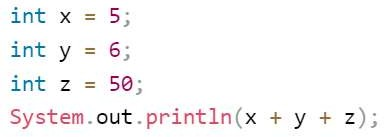 int x = 5;
int y = 6;
int z = 50;
System.out.println(x + y + z);